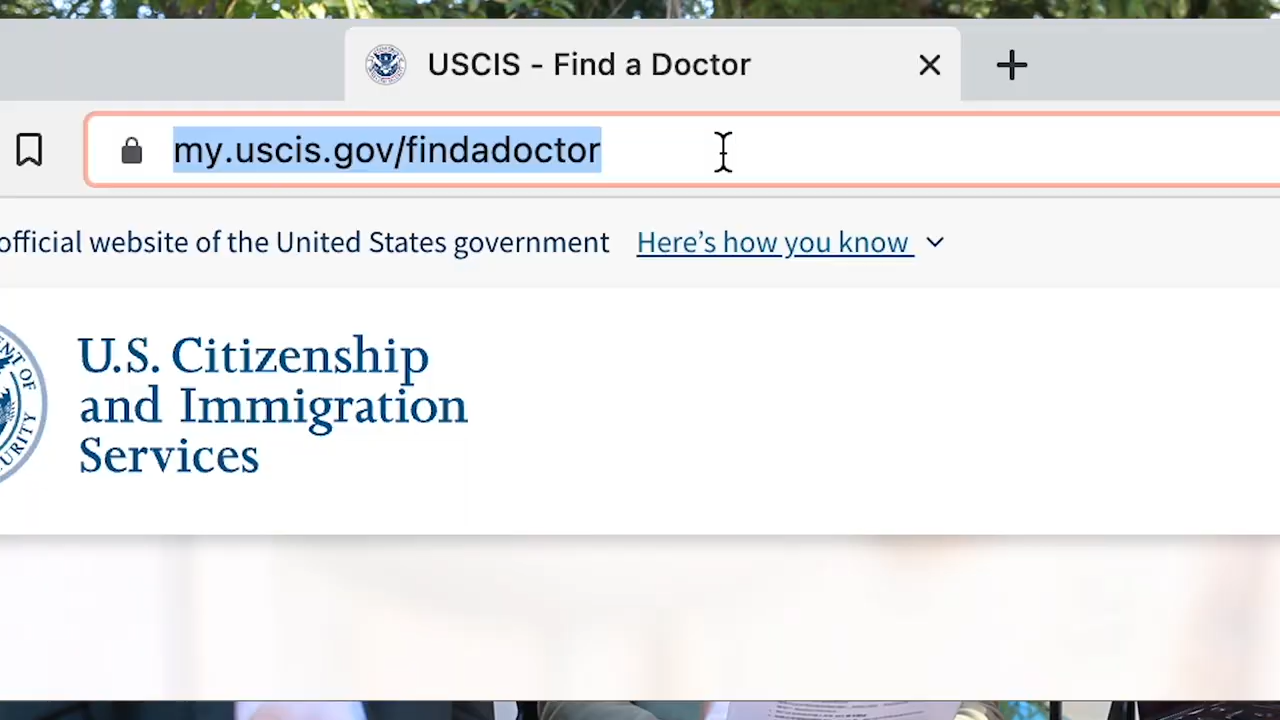 USCIS - Find a Doctor
my.uscis.gov/findadoctor
official website of the United States government Here's how you know
U.S. Citizenship
and Immigration
Services